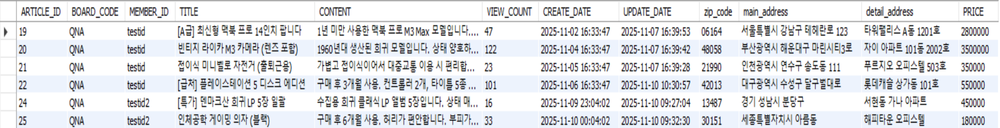 ARTICLE_ID BOARD_CODE MEMBER_ID TITLE CONTENT VIEW_COUNT CREATE_DATE UPDATE_DATE zip_code main_address detail_address PRICE
19 QNA testid [A급] 최신형 맥북 프로 14인치 팝니다 1년 미만 사용한 맥북 프로 M3 Max 모델입니다.... 47 2025-11-02 16:33:47 2025-11-07 16:39:53 06164 서울특별시 강남구 테헤란로 123 타워팰리스 A동 1201호 2800000
20 QNA testid 빈티지 라이카 M3 카메라 (렌즈 포함) 1960년대 생산된 희귀 모델입니다. 상태 양호하... 122 2025-11-04 16:33:47 2025-11-07 16:39:42 48058 부산광역시 해운대구 마린시티3로 자이 아파트 101동 2002호 3500000
21 QNA testid 접이식 미니벨로 자전거 (출퇴근용) 가볍고 접이식이어서 대중교통 이용 시 편리합... 23 2025-11-05 16:33:47 2025-11-07 16:39:28 21990 인천광역시 연수구 송도동 111 푸르지오 오피스텔 503호 350000
22 QNA testid [급처] 플레이스테이션 5 디스크 에디션 구매 후 3개월 사용. 컨트롤러 2개, 타이틀 5종 ... 101 2025-11-06 16:33:47 2025-11-10 10:30:57 42013 대구광역시 수성구 달구벌대로 롯데캐슬 상가동 101호 550000
24 QNA testid2 [특가] 덴마크산 희귀 LP 5장 일괄 수집용 희귀 클래식 LP 앨범 5장입니다. 상태 매... 16 2025-11-09 23:04:02 2025-11-10 09:27:04 13487 경기 성남시 분당구 서현동 가나 아파트 450000
25 QNA testid2 인체공학 게이밍 의자 (블랙) 구매 후 6개월 사용. 허리가 편안합니다. 부피가... 33 2025-11-10 00:04:02 2025-11-10 09:32:30 30151 세종특별자치시 아름동 해피타운 오피스텔 180000